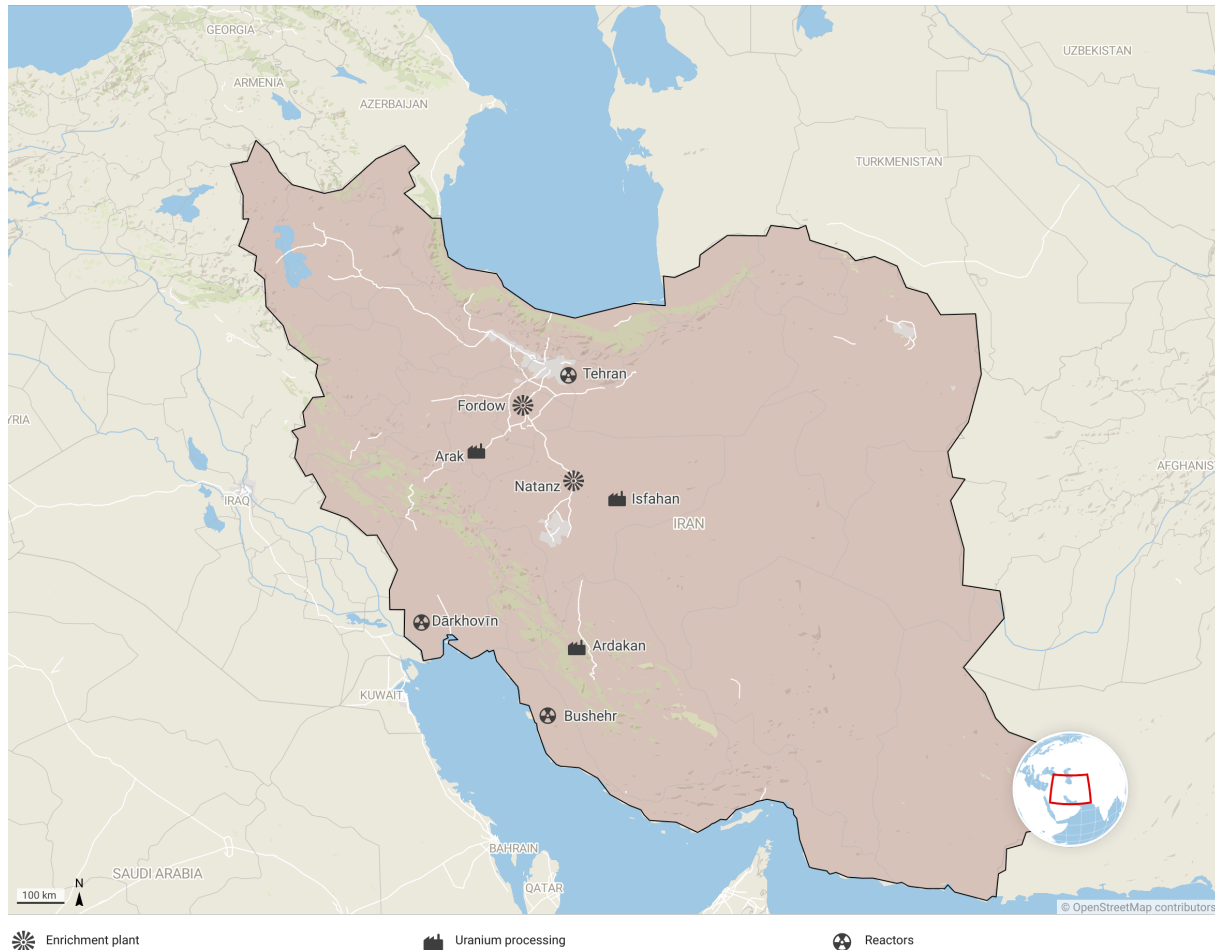 GEORGIA
UZBEKISTAN
ARMENIA
AZERBAIJAN
TURKMENISTAN
Tehran
Fordow
YRIA
Arak
AFGHANIST
Natanz
Isfahan
IRAQ
IRAN
Dārkhovīn
Ardakan
KUWAIT
Bushehr
BAHRAIN
SAUDI ARABIA
QATAR
100 km
N
© OpenStreetMap contributors
Enrichment plant
Uranium processing
Reactors